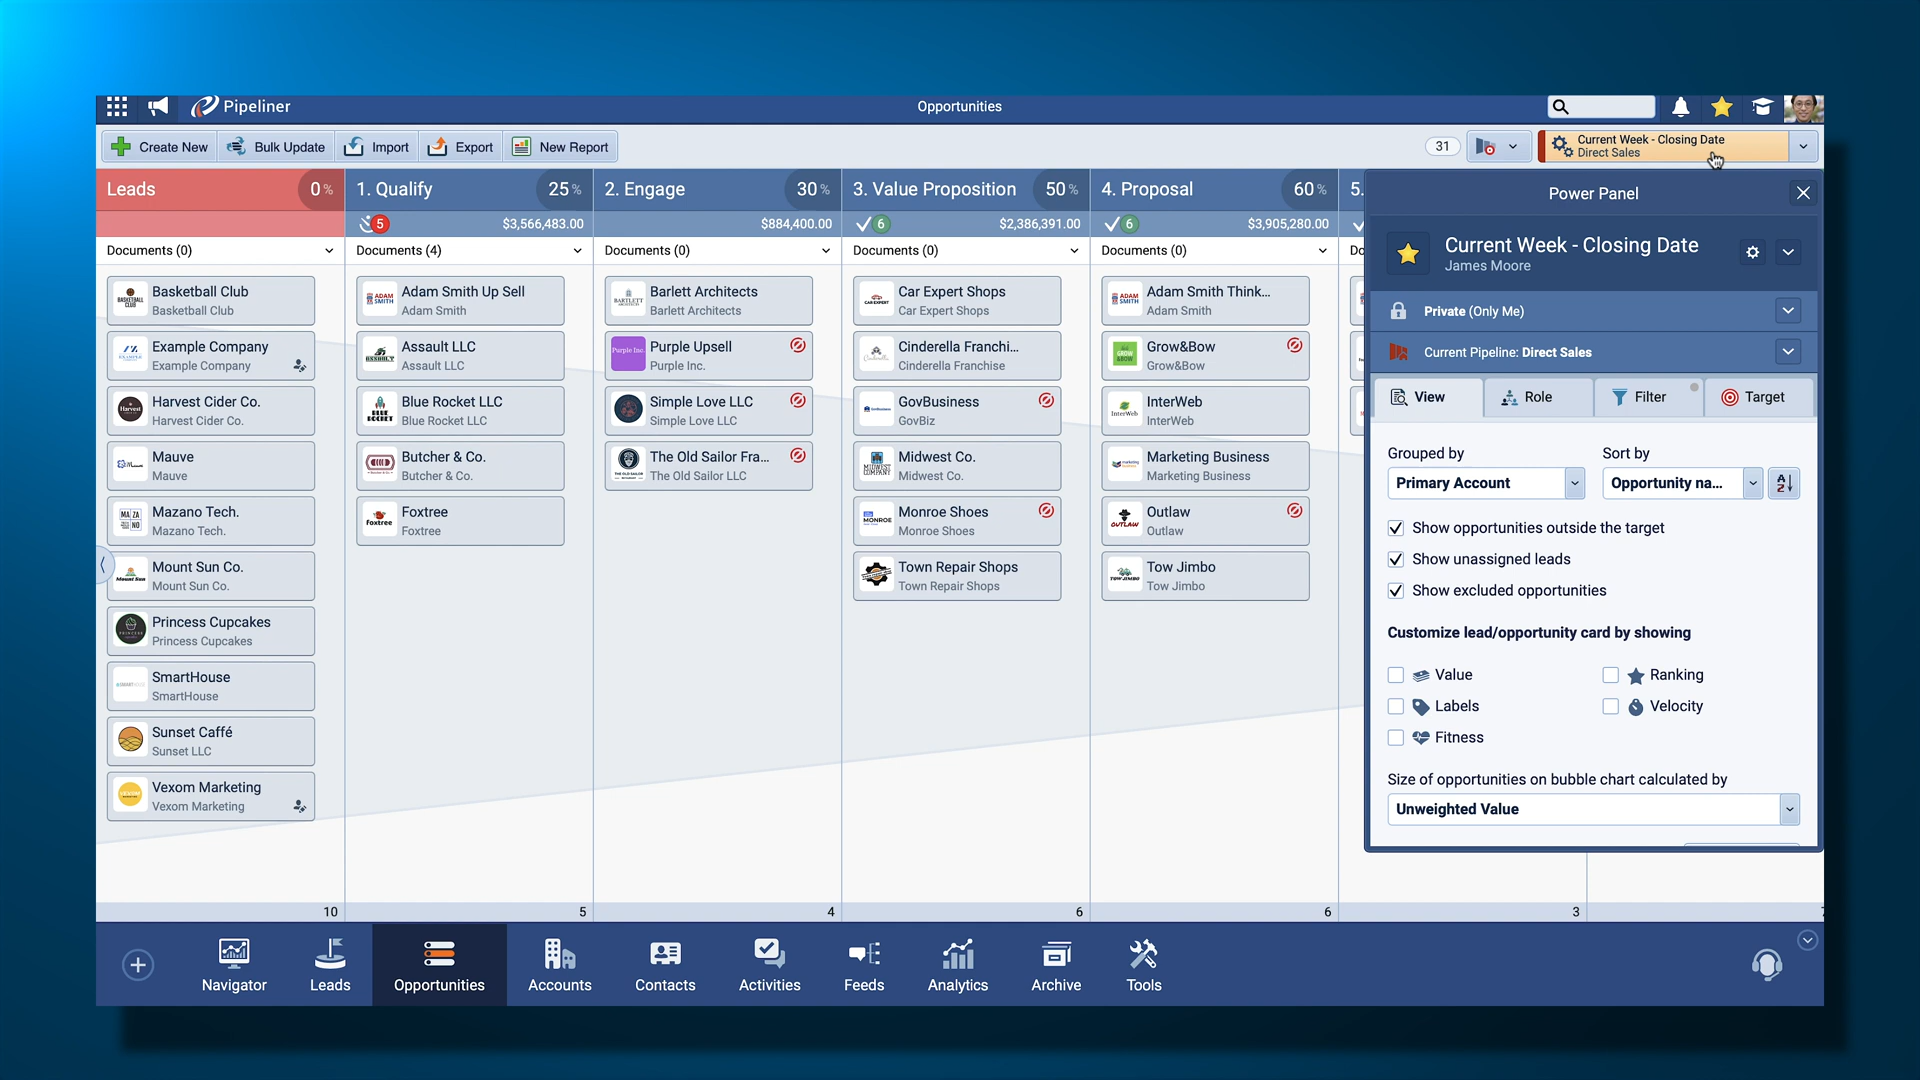 Pipeliner
Opportunities
Create New
Bulk Update
Import
Export
New Report
31
Current Week - Closing Date
Direct Sales
Leads
0%
1. Qualify
25%
2. Engage
30%
3. Value Proposition
50%
4. Proposal
60%
5.
5
$3,566,483.00
$884,400.00
6
$2,386,391.00
6
$3,905,280.00
Documents (0)
Documents (4)
Documents (0)
Documents (0)
Documents (0)
Do
Basketball Club
Basketball Club
Example Company
Example Company
Harvest Cider Co.
Harvest Cider Co.
Mauve
Mauve
Mazano Tech.
Mazano Tech.
Mount Sun Co.
Mount Sun Co.
Princess Cupcakes
Princess Cupcakes
SmartHouse
SmartHouse
Sunset Caffé
Sunset LLC
Vexom Marketing
Vexom Marketing
Adam Smith Up Sell
Adam Smith
Assault LLC
Assault LLC
Blue Rocket LLC
Blue Rocket LLC
Butcher & Co.
Butcher & Co.
Foxtree
Foxtree
Barlett Architects
Barlett Architects
Purple Upsell
Purple Inc.
Simple Love LLC
Simple Love LLC
The Old Sailor Fra...
The Old Sailor LLC
Car Expert Shops
Car Expert Shops
Cinderella Franchi...
Cinderella Franchise
GovBusiness
GovBiz
Midwest Co.
Midwest Co.
Monroe Shoes
Monroe Shoes
Town Repair Shops
Town Repair Shops
Adam Smith Think...
Adam Smith
Grow&Bow
Grow&Bow
InterWeb
InterWeb
Marketing Business
Marketing Business
Outlaw
Outlaw
Tow Jimbo
Tow Jimbo
Power Panel
Current Week - Closing Date
James Moore
Private (Only Me)
Current Pipeline: Direct Sales
View
Role
Filter
Target
Grouped by
Sort by
Primary Account
Opportunity na...
Show opportunities outside the target
Show unassigned leads
Show excluded opportunities
Customize lead/opportunity card by showing
Value
Ranking
Labels
Velocity
Fitness
Size of opportunities on bubble chart calculated by
Unweighted Value
10
5
4
6
6
3
Navigator
Leads
Opportunities
Accounts
Contacts
Activities
Feeds
Analytics
Archive
Tools